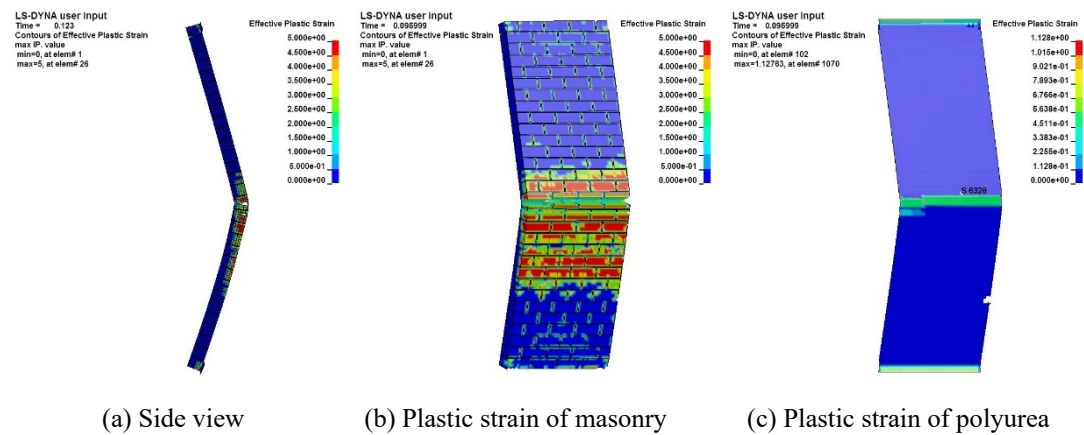 LS-DYNA user input
Time = 0.123
Contours of Effective Plastic Strain
max IP. value
min=0, at elem# 1
max=5, at elem# 26
Effective Plastic Strain
5.000e+00
4.500e+00
4.000e+00
3.500e+00
3.000e+00
2.500e+00
2.000e+00
1.500e+00
1.000e+00
5.000e-01
0.000e+00
(a) Side view
LS-DYNA user input
Time = 0.095999
Contours of Effective Plastic Strain
max IP. value
min=0, at elem# 1
max=5, at elem# 26
Effective Plastic Strain
5.000e+00
4.500e+00
4.000e+00
3.500e+00
3.000e+00
2.500e+00
2.000e+00
1.500e+00
1.000e+00
5.000e-01
0.000e+00
(b) Plastic strain of masonry
LS-DYNA user input
Time = 0.095999
Contours of Effective Plastic Strain
max IP. value
min=0, at elem# 102
max=1.12763, at elem# 1070
Effective Plastic Strain
1.128e+00
1.015e+00
9.021e-01
7.893e-01
6.766e-01
5.638e-01
4.511e-01
3.383e-01
2.255e-01
1.128e-01
0.000e+00
S 6328
(c) Plastic strain of polyurea